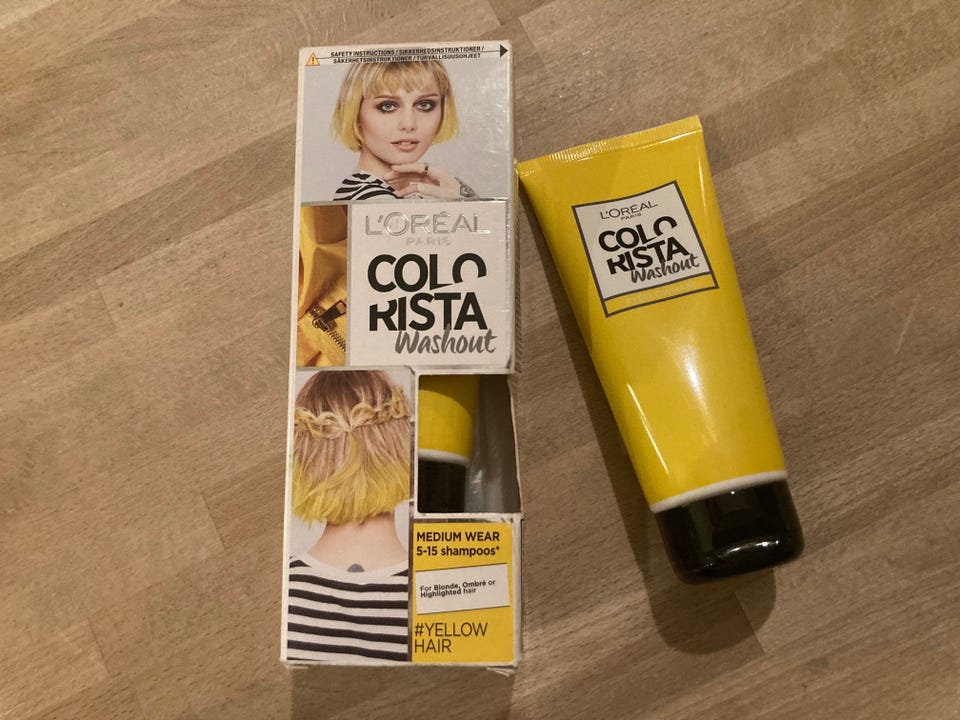 SAFETY INSTRUCTIONS / SIKKERHEDSINSTRUKTIONER /
SÄKERHETSINSTRUKTIONER / TURVALLISUUSOHJEET
L'ORÉAL
PARIS
COLO
RISTA
Washout
MEDIUM WEAR
5-15 shampoos*
For Blonde, Ombré or
Highlighted hair
#YELLOW
HAIR
L'ORÉAL
PARIS
COLO
RISTA
Washout
#YELLOWHAIR